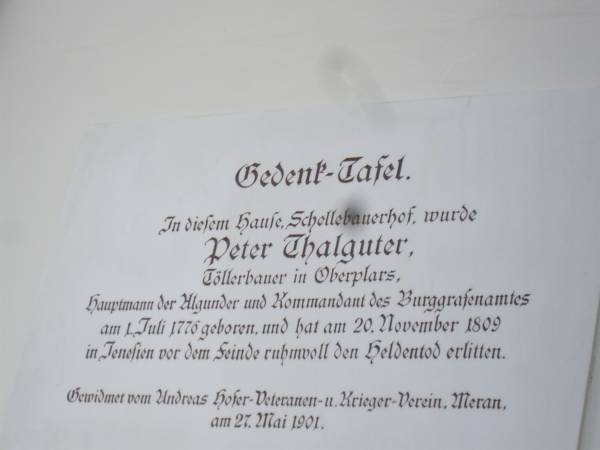 Gedenk-Tafel.
In diesem Hause, Schellebauerhof, wurde
Peter Thalguter,
Töllerbauer in Oberplars,
Hauptmann der Algunder und Kommandant des Burggrafenamtes
am 1. Juli 1776 geboren, und hat am 20. November 1809
in Jenesien vor dem Feinde ruhmvoll den Heldentod erlitten.
Gewidmet vom Andreas Hofer-Veteranen- u. Krieger-Verein, Meran,
am 27. Mai 1901.